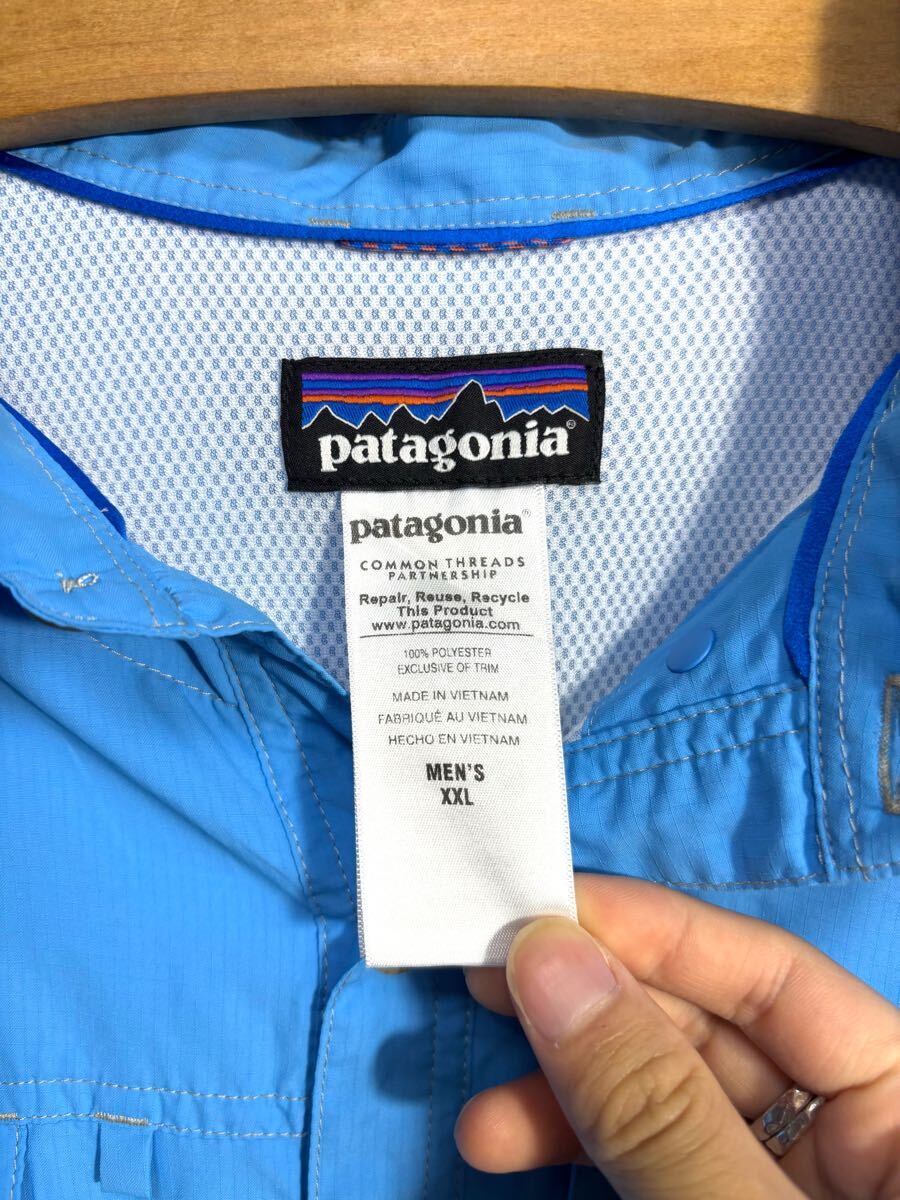 patagonia®
patagonia®
COMMON THREADS
PARTNERSHIP
Repair, Reuse, Recycle
This Product
www.patagonia.com
100% POLYESTER
EXCLUSIVE OF TRIM
MADE IN VIETNAM
FABRIQUÉ AU VIETNAM
HECHO EN VIETNAM
MEN'S
XXL